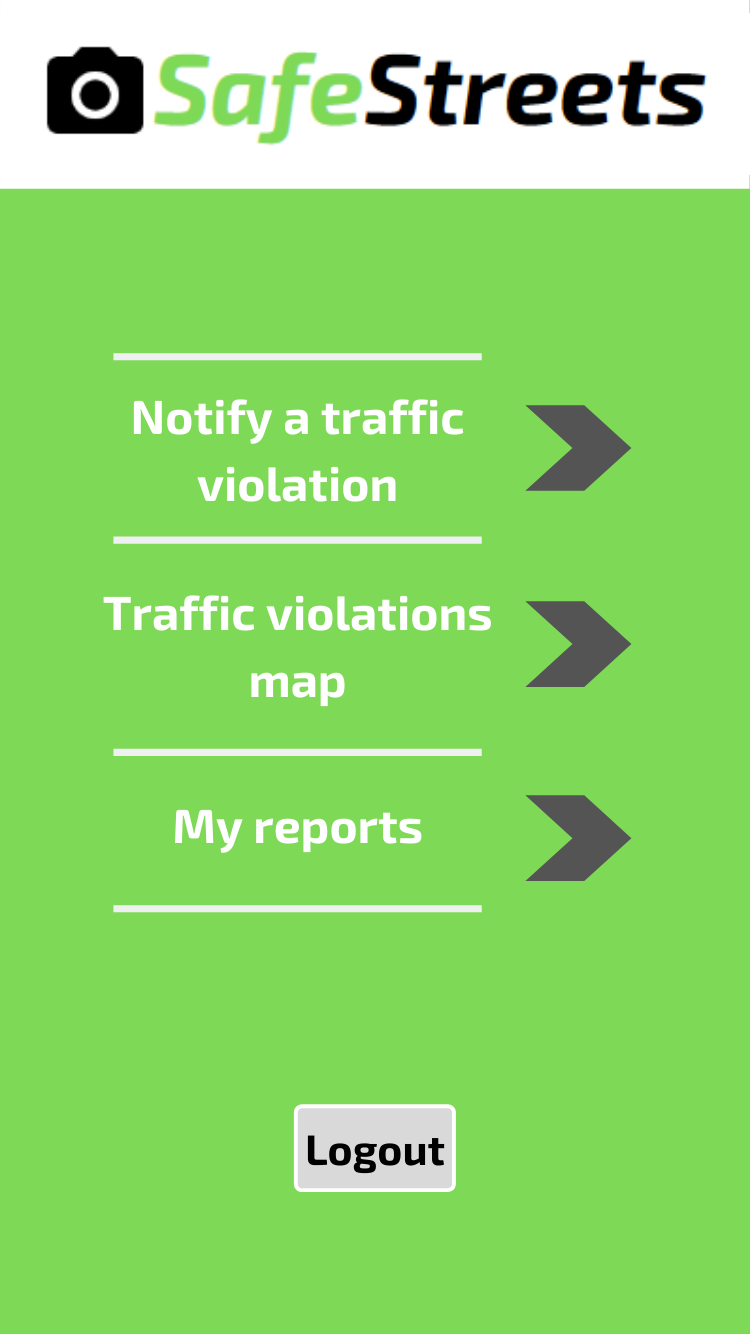 SafeStreets
Notify a traffic
violation
Traffic violations
map
My reports
Logout